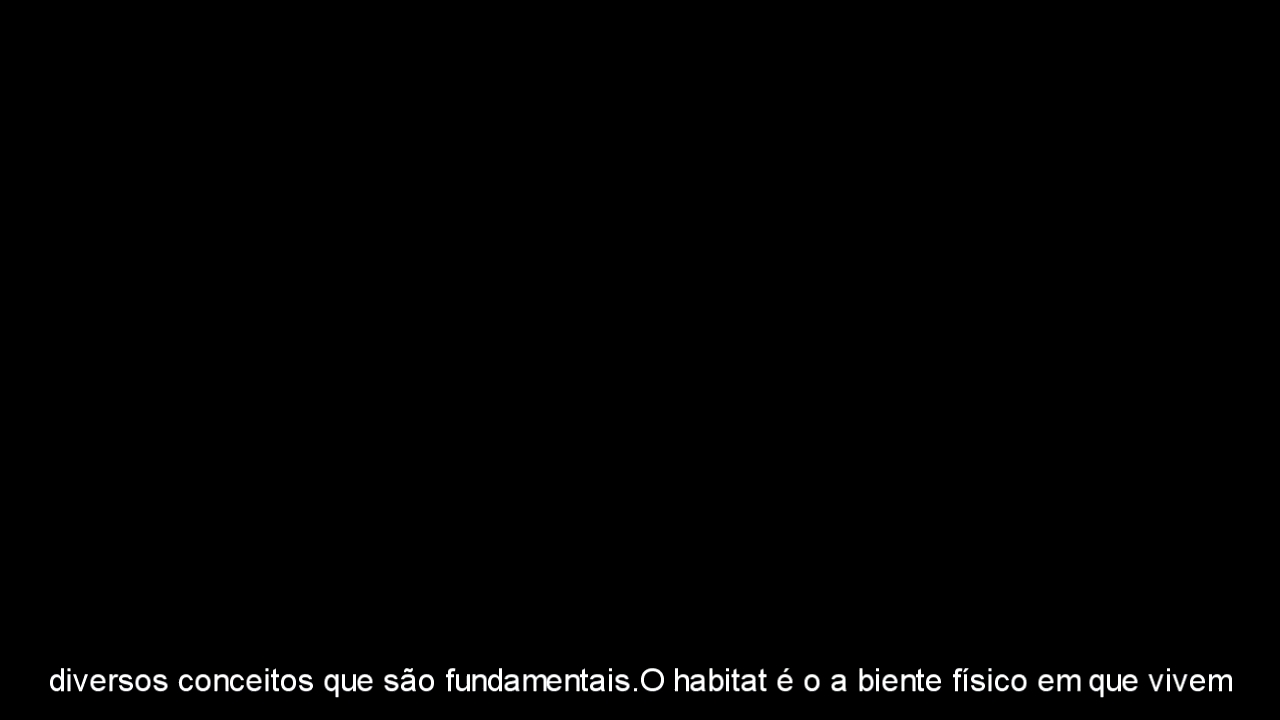 diversos conceitos que são fundamentais.O habitat é o a biente físico em que vivem